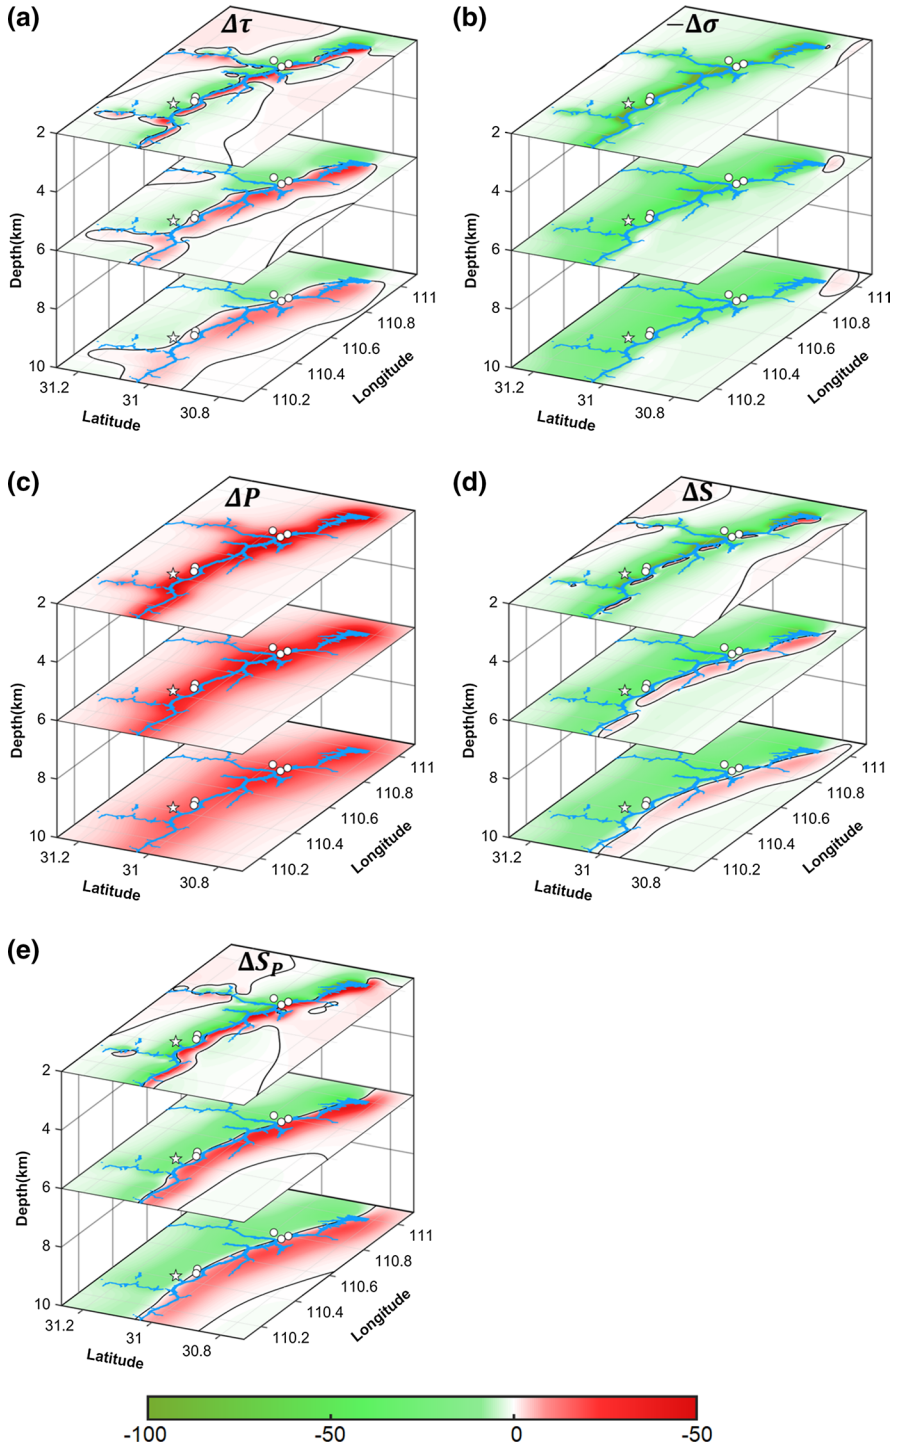 (a)
Δτ
2
4
6
8
10
Depth(km)
31.2
31
30.8
Latitude
110.2
110.4
110.6
110.8
111
Longitude
(b)
−Δσ
2
4
6
8
10
Depth(km)
31.2
31
30.8
Latitude
110.2
110.4
110.6
110.8
111
Longitude
(c)
ΔP
2
4
6
8
10
Depth(km)
31.2
31
30.8
Latitude
110.2
110.4
110.6
110.8
111
Longitude
(d)
ΔS
2
4
6
8
10
Depth(km)
31.2
31
30.8
Latitude
110.2
110.4
110.6
110.8
111
Longitude
(e)
ΔS_P
2
4
6
8
10
Depth(km)
31.2
31
30.8
Latitude
110.2
110.4
110.6
110.8
111
Longitude
-100 -50 0 -50